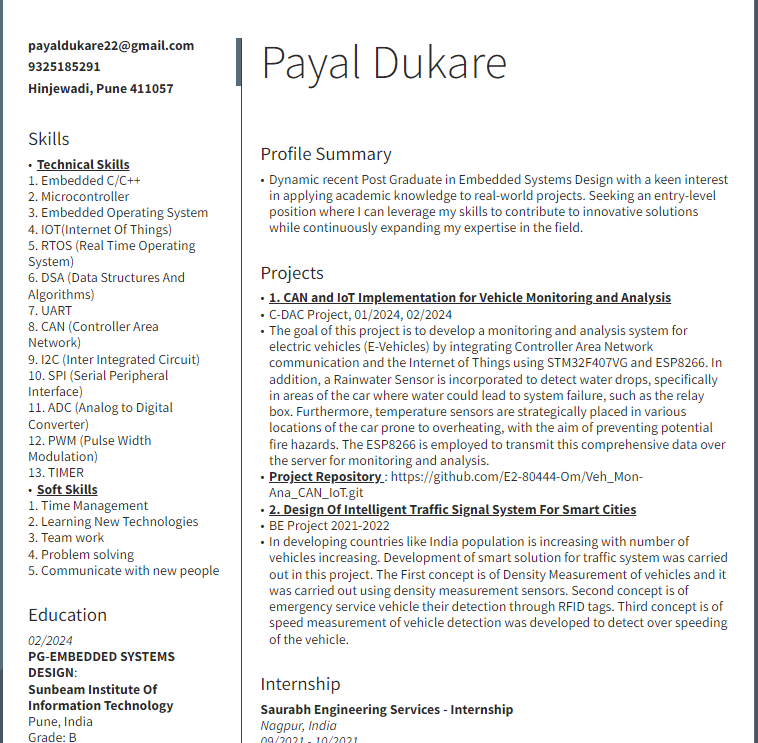 payaldukare22@gmail.com
9325185291
Hinjewadi, Pune 411057
Skills
• Technical Skills
1. Embedded C/C++
2. Microcontroller
3. Embedded Operating System
4. IOT(Internet Of Things)
5. RTOS (Real Time Operating
System)
6. DSA (Data Structures And
Algorithms)
7. UART
8. CAN (Controller Area
Network)
9. I2C (Inter Integrated Circuit)
10. SPI (Serial Peripheral
Interface)
11. ADC (Analog to Digital
Converter)
12. PWM (Pulse Width
Modulation)
13. TIMER
• Soft Skills
1. Time Management
2. Learning New Technologies
3. Team work
4. Problem solving
5. Communicate with new people
Education
02/2024
PG-EMBEDDED SYSTEMS
DESIGN:
Sunbeam Institute Of
Information Technology
Pune, India
Grade: B
Payal Dukare
Profile Summary
• Dynamic recent Post Graduate in Embedded Systems Design with a keen interest
in applying academic knowledge to real-world projects. Seeking an entry-level
position where I can leverage my skills to contribute to innovative solutions
while continuously expanding my expertise in the field.
Projects
• 1. CAN and IoT Implementation for Vehicle Monitoring and Analysis
• C-DAC Project, 01/2024, 02/2024
• The goal of this project is to develop a monitoring and analysis system for
electric vehicles (E-Vehicles) by integrating Controller Area Network
communication and the Internet of Things using STM32F407VG and ESP8266. In
addition, a Rainwater Sensor is incorporated to detect water drops, specifically
in areas of the car where water could lead to system failure, such as the relay
box. Furthermore, temperature sensors are strategically placed in various
locations of the car prone to overheating, with the aim of preventing potential
fire hazards. The ESP8266 is employed to transmit this comprehensive data over
the server for monitoring and analysis.
• Project Repository : https://github.com/E2-80444-Om/Veh_Mon-
Ana_CAN_IoT.git
• 2. Design Of Intelligent Traffic Signal System For Smart Cities
• BE Project 2021-2022
• In developing countries like India population is increasing with number of
vehicles increasing. Development of smart solution for traffic system was carried
out in this project. The First concept is of Density Measurement of vehicles and it
was carried out using density measurement sensors. Second concept is of
emergency service vehicle their detection through RFID tags. Third concept is of
speed measurement of vehicle detection was developed to detect over speeding
of the vehicle.
Internship
Saurabh Engineering Services - Internship
Nagpur, India
09/2021 - 10/2021